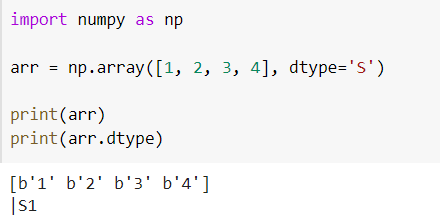 import numpy as np
arr = np.array([1, 2, 3, 4], dtype='S')
print(arr)
print(arr.dtype)
[b'1' b'2' b'3' b'4']
|S1